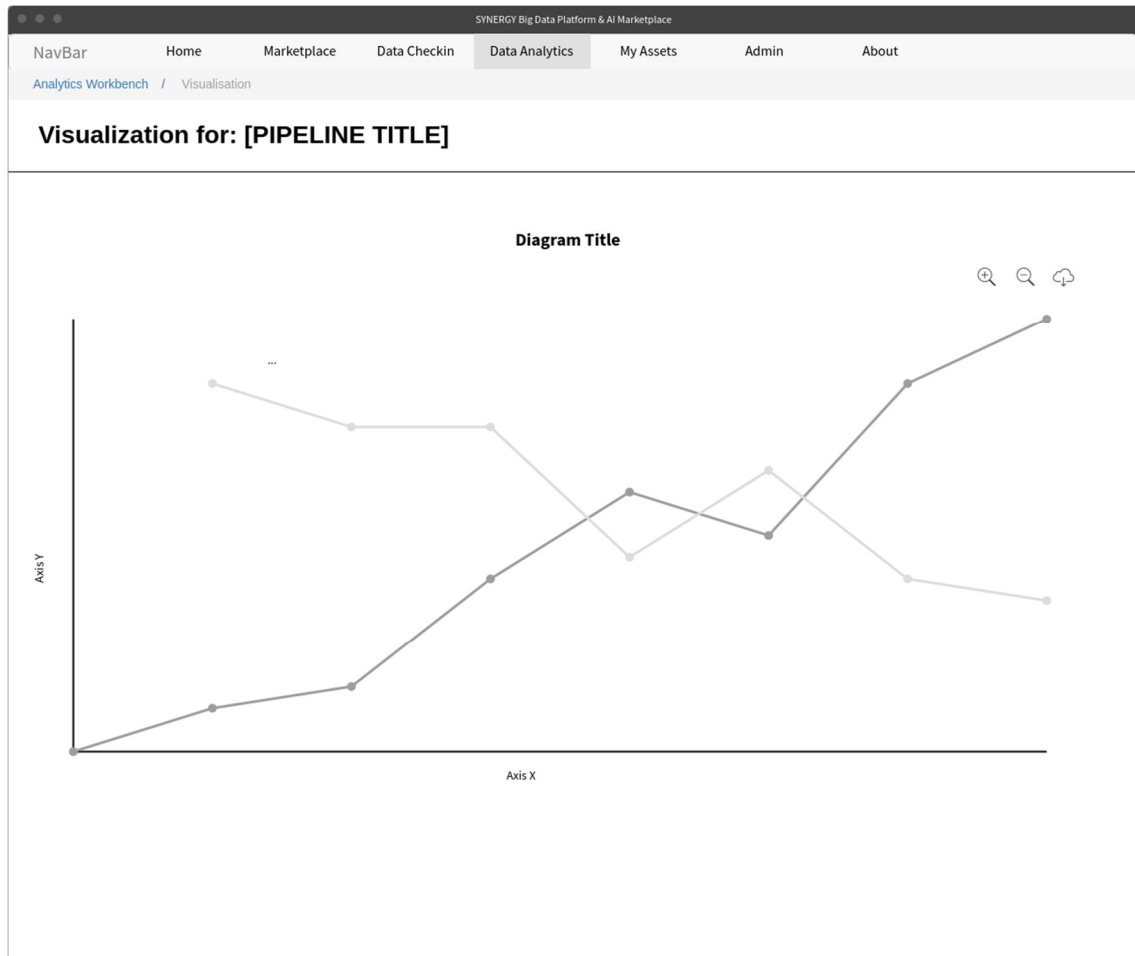 SYNERGY Big Data Platform & AI Marketplace
NavBar Home Marketplace Data Checkin Data Analytics My Assets Admin About
Analytics Workbench / Visualisation
Visualization for: [PIPELINE TITLE]
Diagram Title
...
Axis Y
Axis X